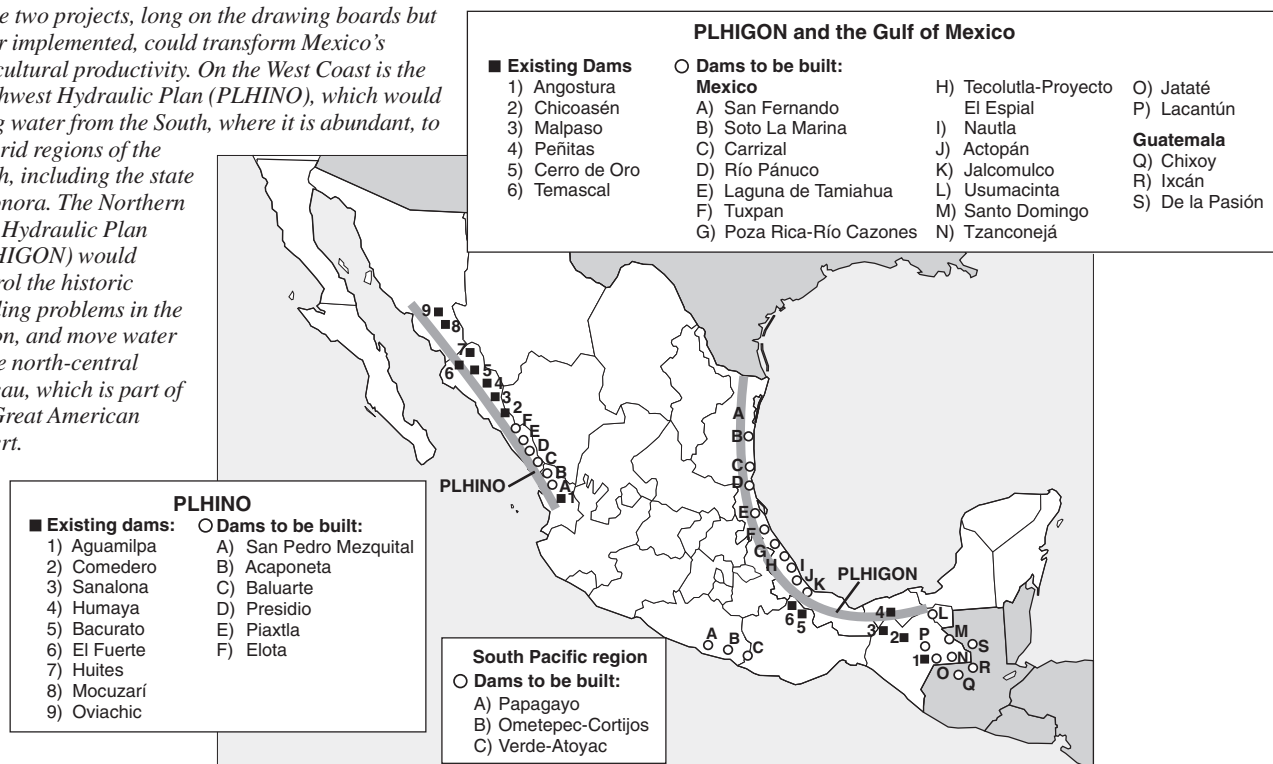 e two projects, long on the drawing boards but
r implemented, could transform Mexico's
cultural productivity. On the West Coast is the
hwest Hydraulic Plan (PLHINO), which would
g water from the South, where it is abundant, to
rid regions of the
h, including the state
onora. The Northern
Hydraulic Plan
HIGON) would
rol the historic
ling problems in the
on, and move water
e north-central
eau, which is part of
Great American
rt.
PLHIGON and the Gulf of Mexico
■ Existing Dams
1) Angostura
2) Chicoasén
3) Malpaso
4) Peñitas
5) Cerro de Oro
6) Temascal
○ Dams to be built:
Mexico
A) San Fernando
B) Soto La Marina
C) Carrizal
D) Río Pánuco
E) Laguna de Tamiahua
F) Tuxpan
G) Poza Rica-Río Cazones
H) Tecolutla-Proyecto
El Espial
I) Nautla
J) Actopán
K) Jalcomulco
L) Usumacinta
M) Santo Domingo
N) Tzanconejá
O) Jataté
P) Lacantún
Guatemala
Q) Chixoy
R) Ixcán
S) De la Pasión
9
8
7
6
5
4
3
2
F
E
D
C
B
A
1
PLHINO
A
B
C
D
E
F
G
H
I
J
K
PLHIGON
6
5
4
3
2
1
L
P
M
S
N
R
O
Q
A
B
C
PLHINO
■ Existing dams:
1) Aguamilpa
2) Comedero
3) Sanalona
4) Humaya
5) Bacurato
6) El Fuerte
7) Huites
8) Mocuzarí
9) Oviachic
○ Dams to be built:
A) San Pedro Mezquital
B) Acaponeta
C) Baluarte
D) Presidio
E) Piaxtla
F) Elota
South Pacific region
○ Dams to be built:
A) Papagayo
B) Ometepec-Cortijos
C) Verde-Atoyac